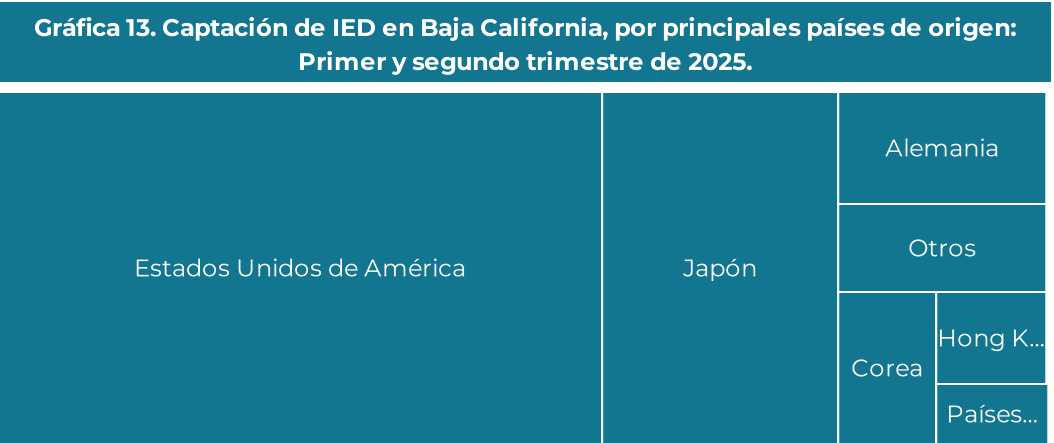 Gráfica 13. Captación de IED en Baja California, por principales países de origen:
Primer y segundo trimestre de 2025.
Estados Unidos de América
Japón
Alemania
Otros
Corea
Hong K...
Países...